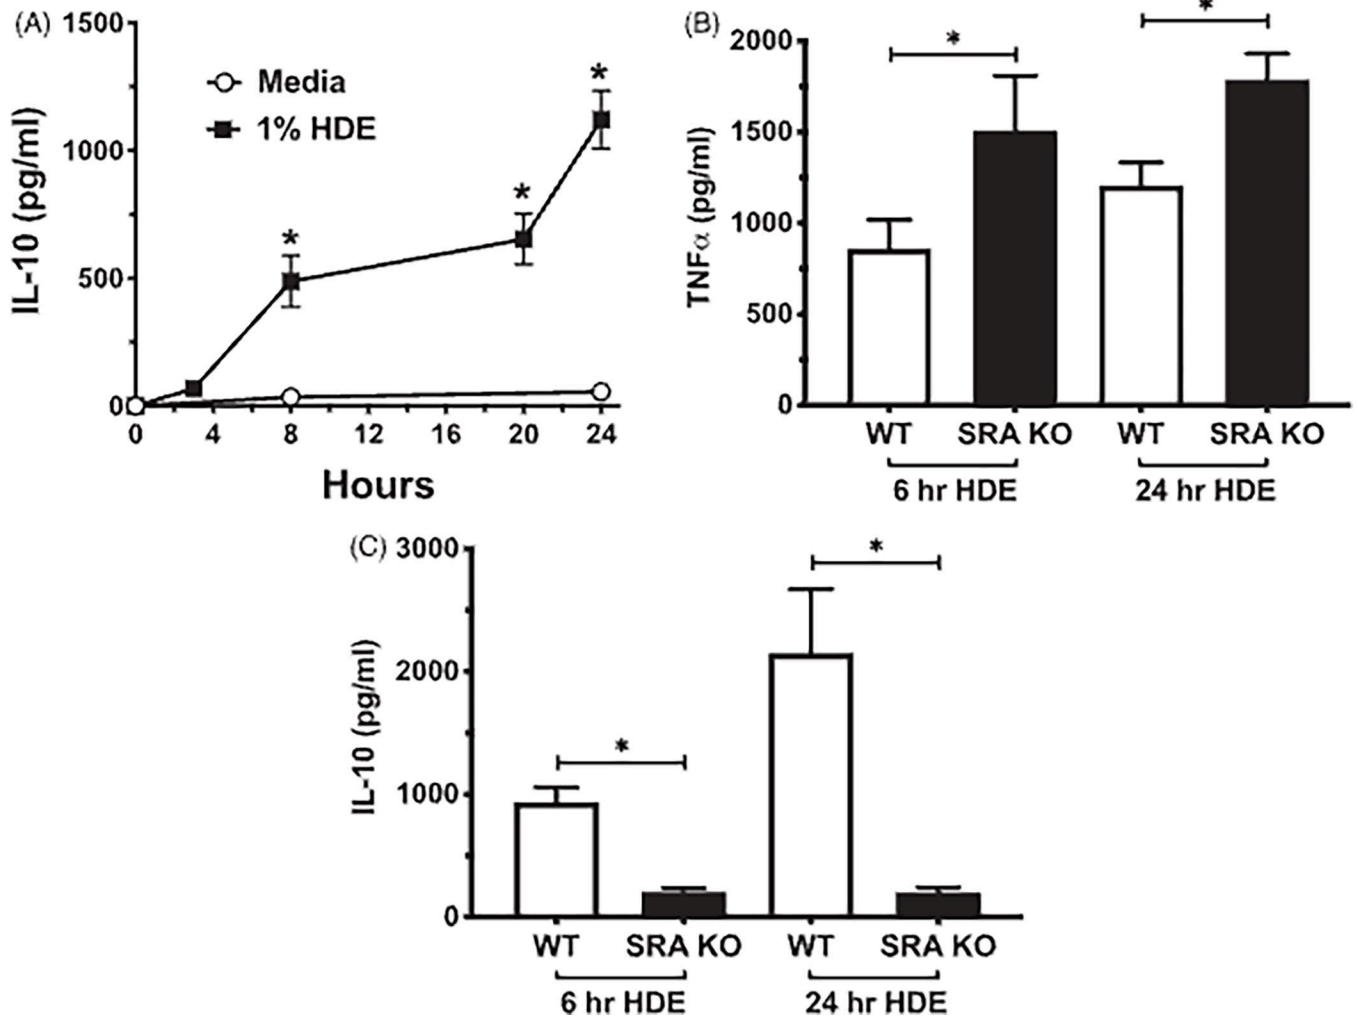 (A)
IL-10 (pg/ml)
1500
1000
500
0
Media
1% HDE
*
*
*
0 4 8 12 16 20 24
Hours
(B)
TNFα (pg/ml)
2000
1500
1000
500
0
*
*
WT SRA KO WT SRA KO
6 hr HDE 24 hr HDE
(C)
IL-10 (pg/ml)
3000
2000
1000
0
*
*
WT SRA KO WT SRA KO
6 hr HDE 24 hr HDE